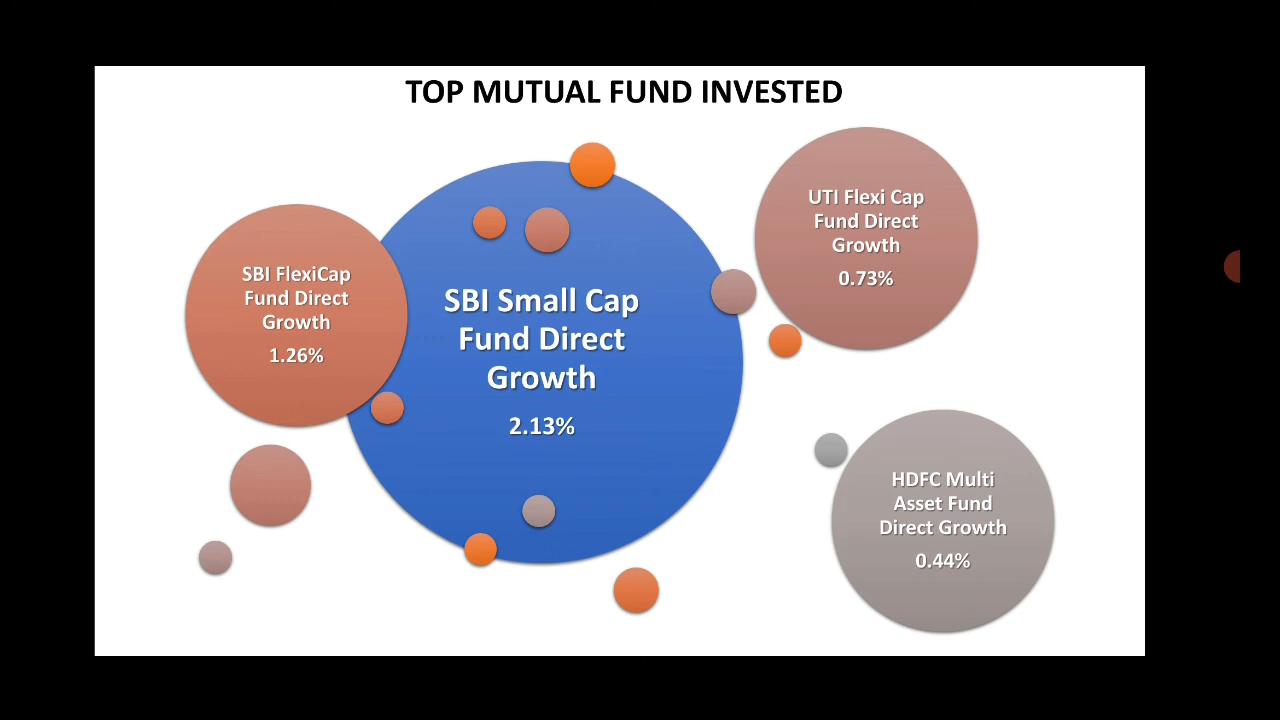 TOP MUTUAL FUND INVESTED
SBI FlexiCap
Fund Direct
Growth
1.26%
SBI Small Cap
Fund Direct
Growth
2.13%
UTI Flexi Cap
Fund Direct
Growth
0.73%
HDFC Multi
Asset Fund
Direct Growth
0.44%